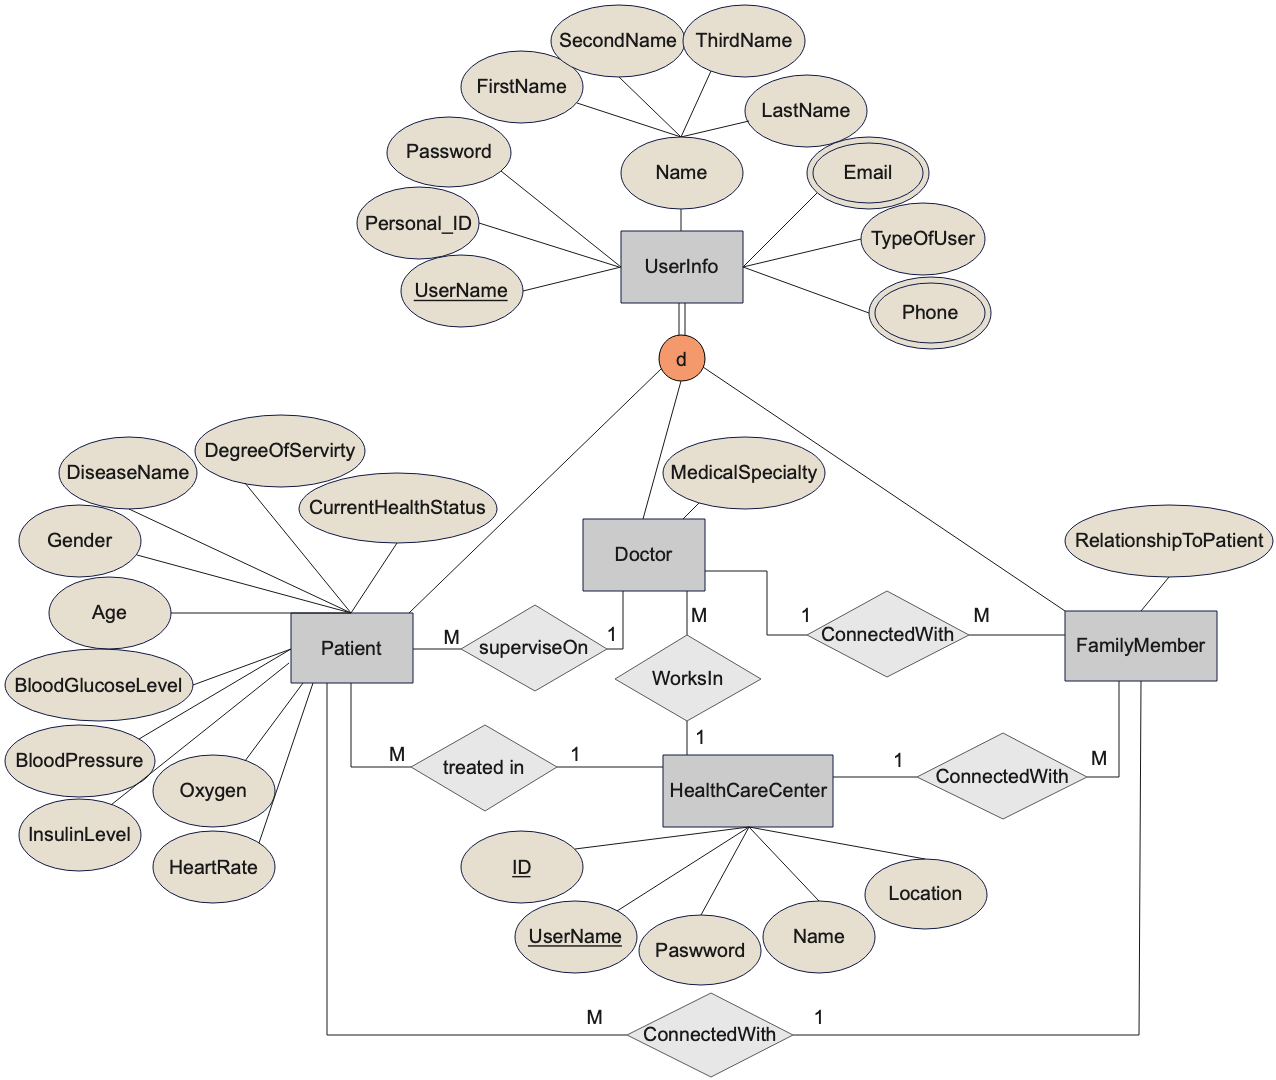 SecondName
ThirdName
FirstName
LastName
Password
Name
Email
Personal_ID
TypeOfUser
UserInfo
UserName
Phone
d
DegreeOfServirty
DiseaseName
MedicalSpecialty
CurrentHealthStatus
Gender
RelationshipToPatient
Doctor
Age
M
1
M
1
ConnectedWith
M
Patient
superviseOn
FamilyMember
BloodGlucoseLevel
WorksIn
1
BloodPressure
M
treated in
1
1
ConnectedWith
M
Oxygen
HealthCareCenter
InsulinLevel
HeartRate
ID
Location
UserName
Paswword
Name
M
ConnectedWith
1